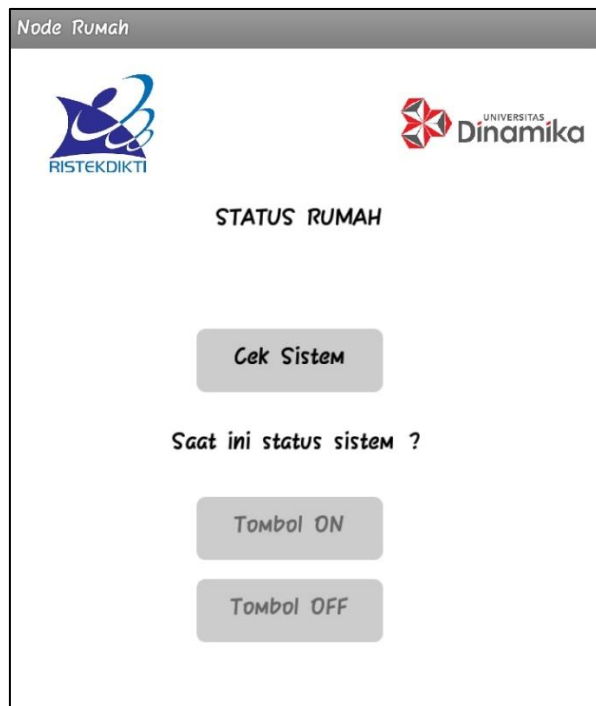 Node Rumah
RISTEKDIKTI
UNIVERSITAS
Dinamika
STATUS RUMAH
Cek Sistem
Saat ini status sistem ?
Tombol ON
Tombol OFF